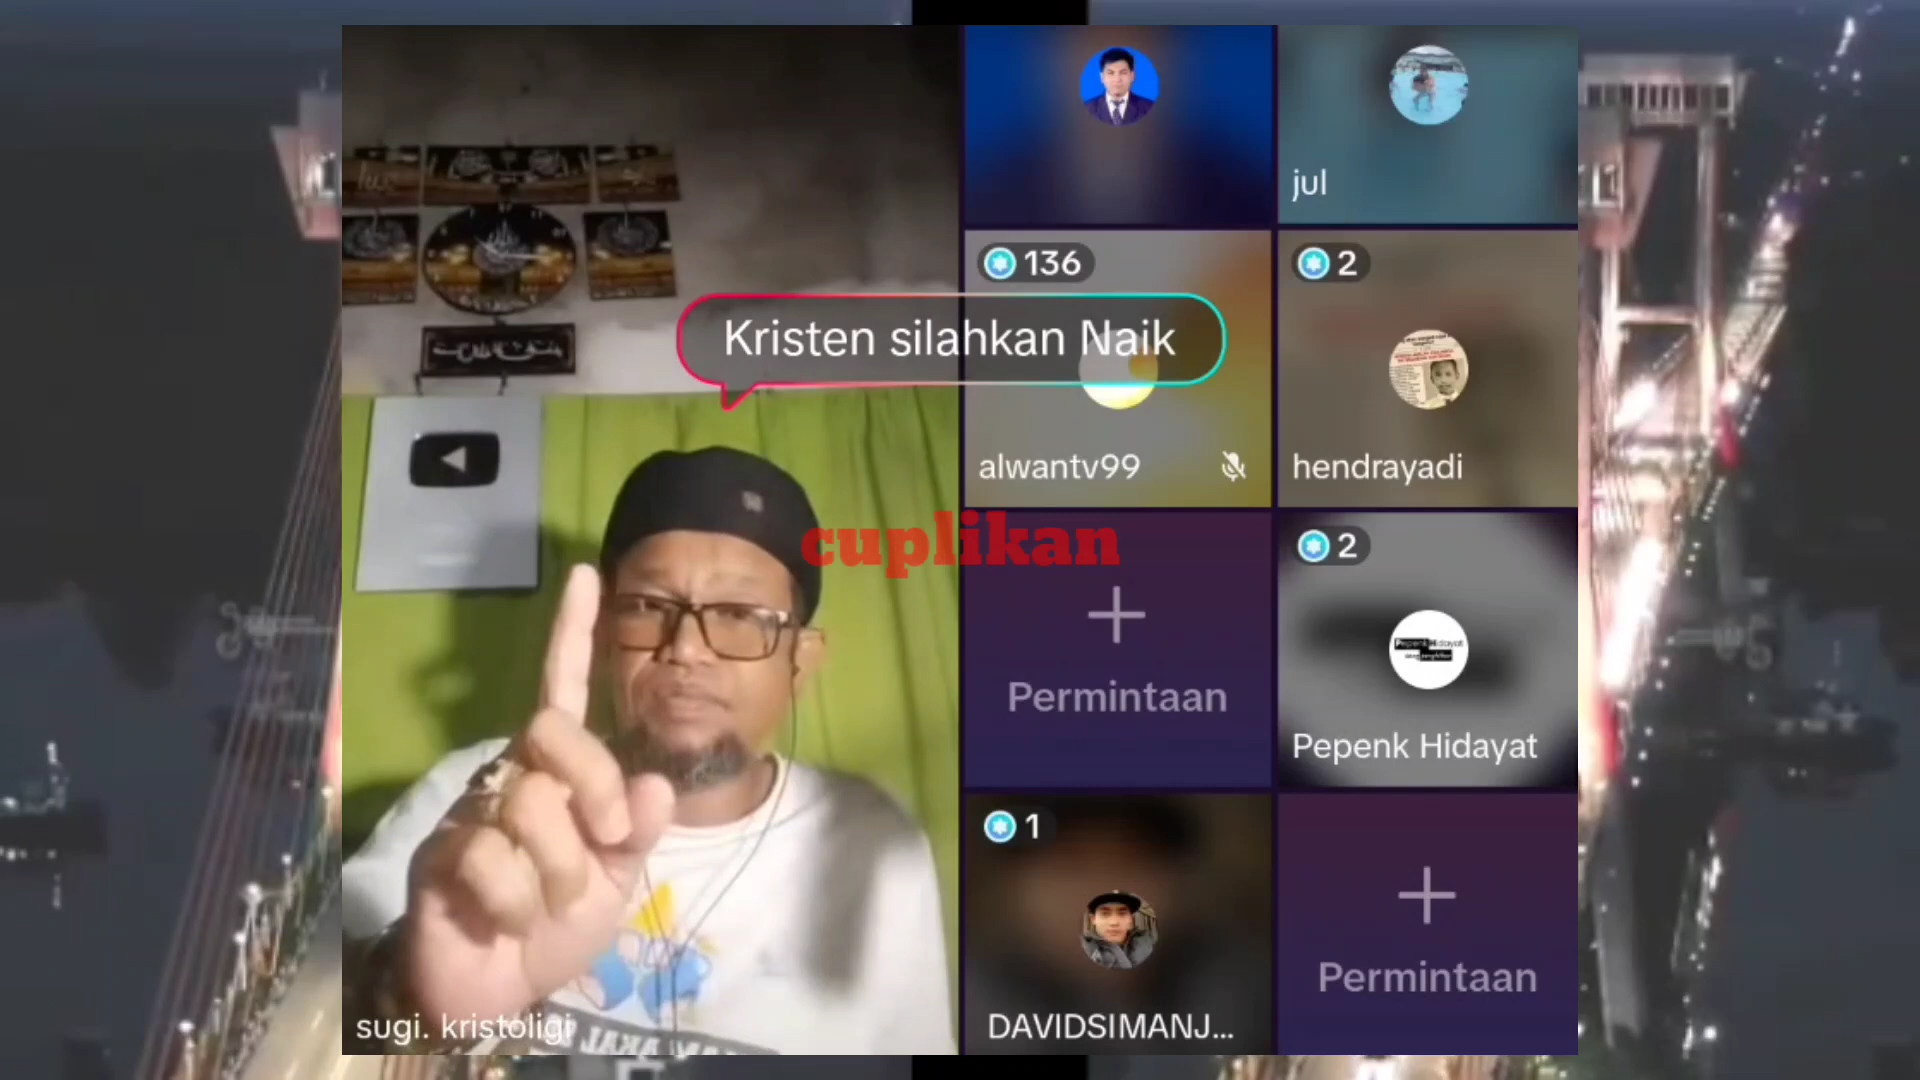 jul
136
2
Kristen silahkan Naik
alwantv99
hendrayadi
cuplikan
2
Permintaan
Pepenk Hidayat
1
sugi. kristoligi
DAVIDSIMANJ...
Permintaan